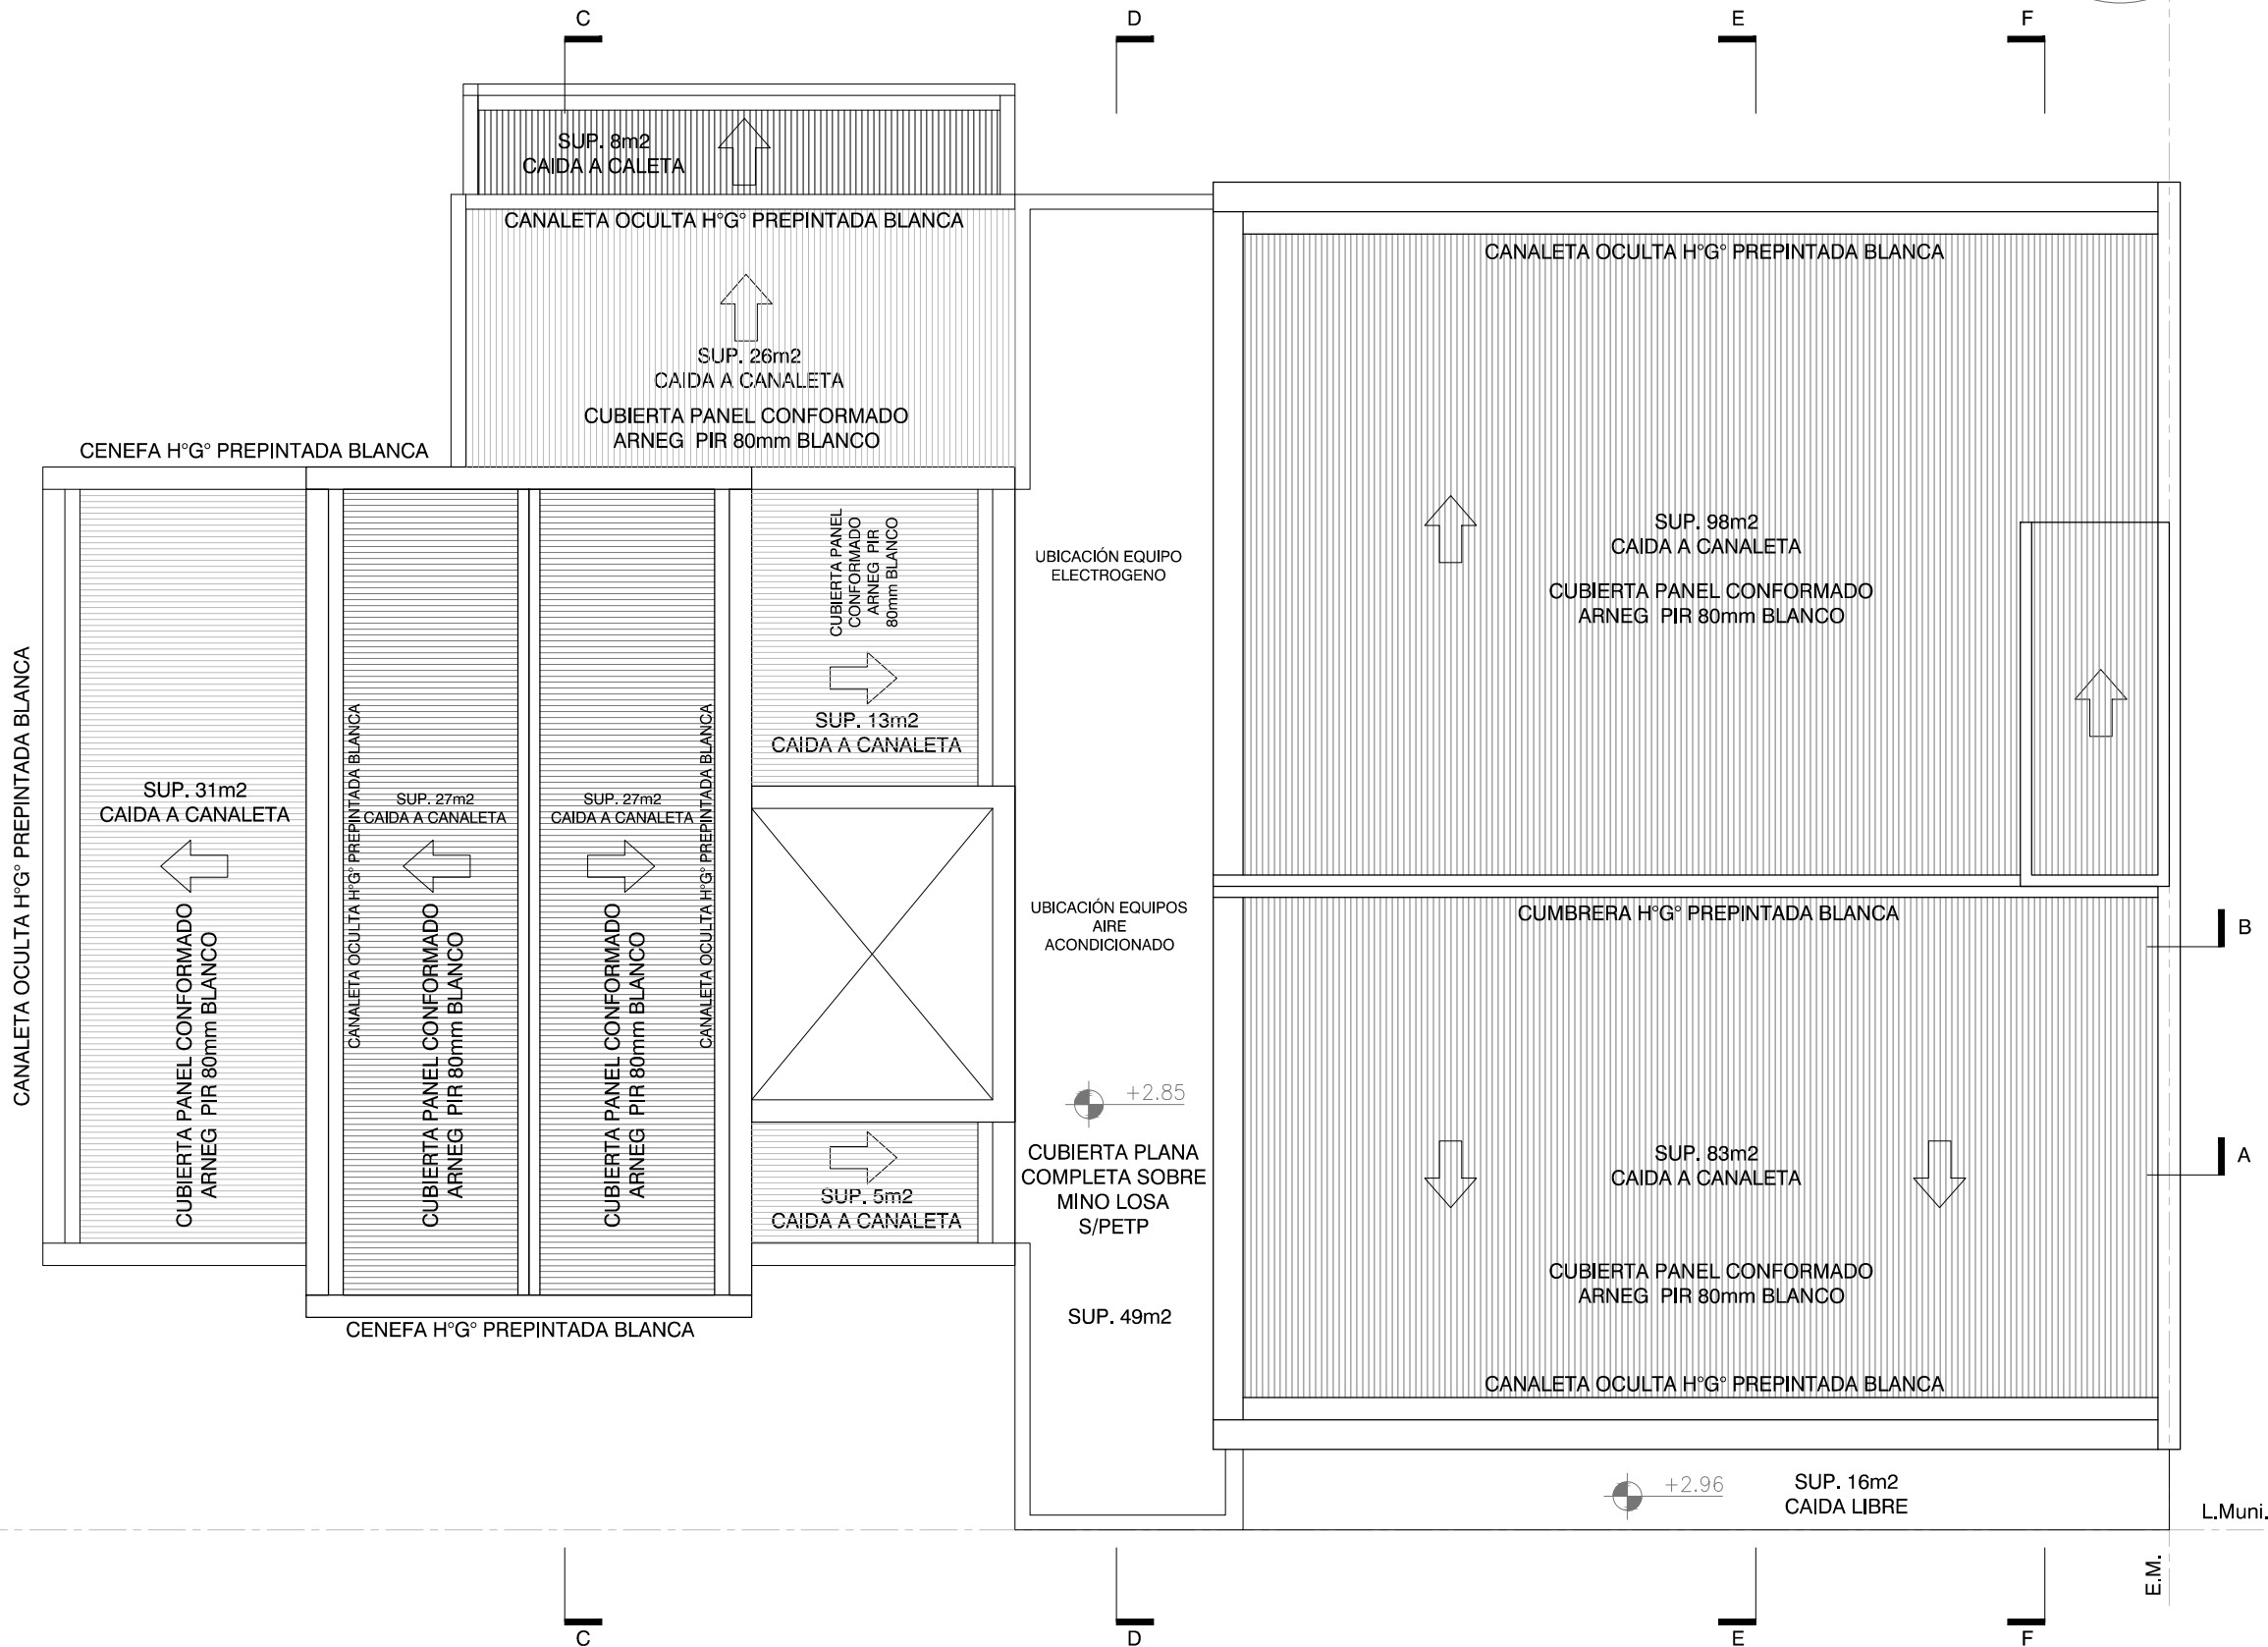 C
D
E
F
SUP. 8m2
CAIDA A CALETA
CANALETA OCULTA H°G° PREPINTADA BLANCA
SUP. 26m2
CAIDA A CANALETA
CUBIERTA PANEL CONFORMADO
ARNEG PIR 80mm BLANCO
CENEFA H°G° PREPINTADA BLANCA
CANALETA OCULTA H°G° PREPINTADA BLANCA
SUP. 31m2
CAIDA A CANALETA
CUBIERTA PANEL CONFORMADO
ARNEG PIR 80mm BLANCO
CANALETA OCULTA H°G° PREPINTADA BLANCA
SUP. 27m2
CAIDA A CANALETA
CUBIERTA PANEL CONFORMADO
ARNEG PIR 80mm BLANCO
SUP. 27m2
CAIDA A CANALETA
CUBIERTA PANEL CONFORMADO
ARNEG PIR 80mm BLANCO
CANALETA OCULTA H°G° PREPINTADA BLANCA
CENEFA H°G° PREPINTADA BLANCA
CUBIERTA PANEL
CONFORMADO
ARNEG PIR
80mm BLANCO
SUP. 13m2
CAIDA A CANALETA
SUP. 5m2
CAIDA A CANALETA
UBICACIÓN EQUIPO
ELECTROGENO
UBICACIÓN EQUIPOS
AIRE
ACONDICIONADO
+2.85
CUBIERTA PLANA
COMPLETA SOBRE
MINO LOSA
S/PETP
SUP. 49m2
CANALETA OCULTA H°G° PREPINTADA BLANCA
SUP. 98m2
CAIDA A CANALETA
CUBIERTA PANEL CONFORMADO
ARNEG PIR 80mm BLANCO
CUMBRERA H°G° PREPINTADA BLANCA
SUP. 83m2
CAIDA A CANALETA
CUBIERTA PANEL CONFORMADO
ARNEG PIR 80mm BLANCO
CANALETA OCULTA H°G° PREPINTADA BLANCA
B
A
+2.96
SUP. 16m2
CAIDA LIBRE
L.Muni.
E.M.
C
D
E
F